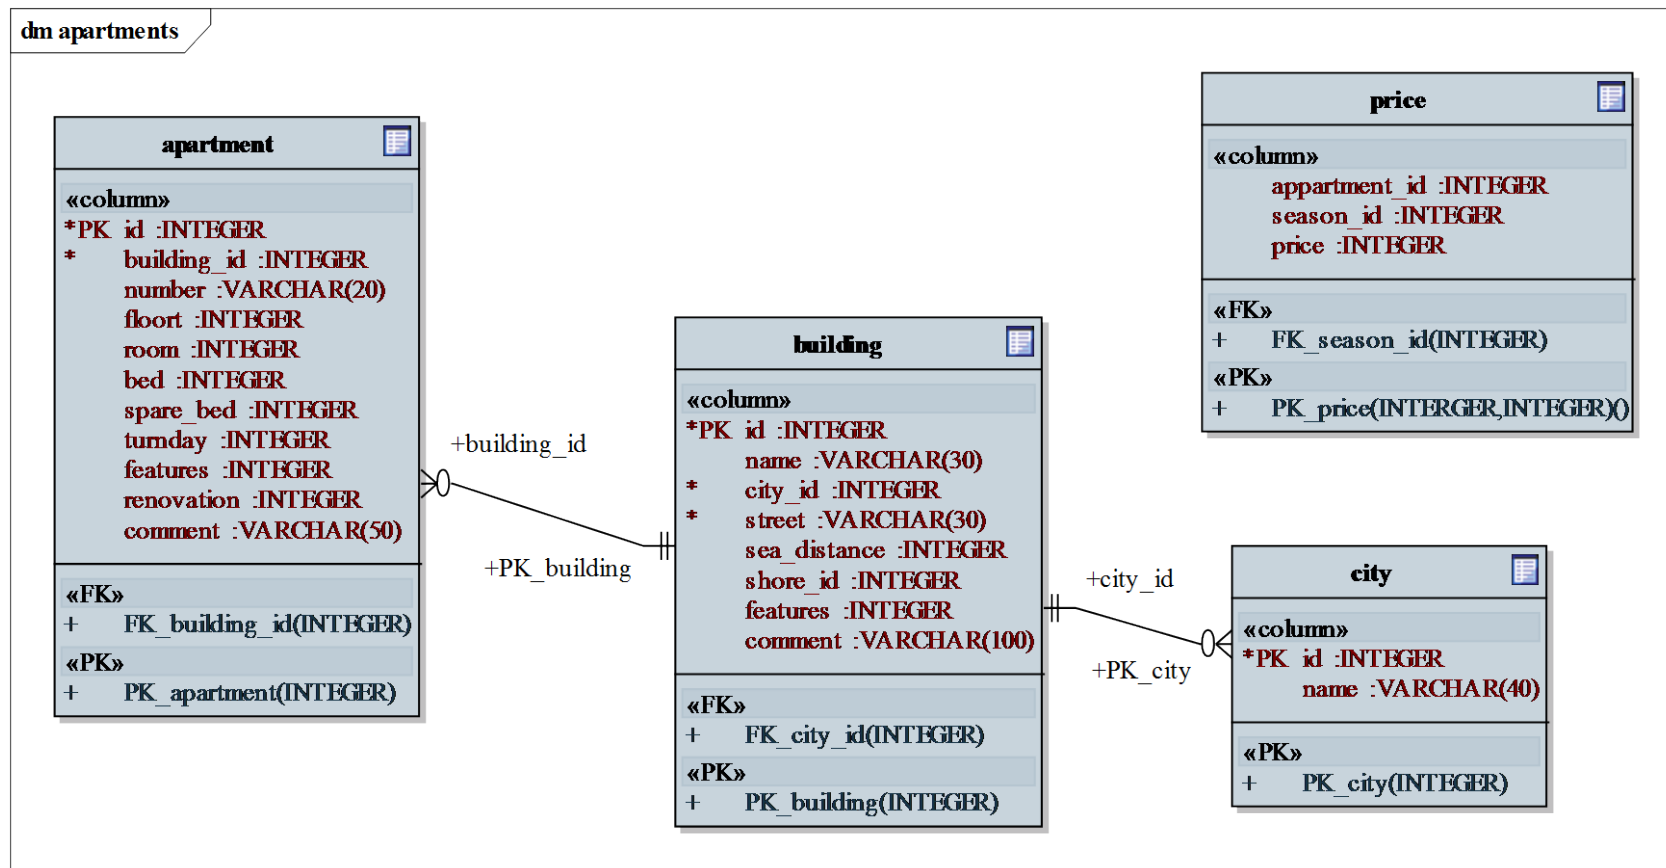 dm apartments
apartment
«column»
*PK id :INTEGER
* building_id :INTEGER
number :VARCHAR(20)
floort :INTEGER
room :INTEGER
bed :INTEGER
spare_bed :INTEGER
turnday :INTEGER
features :INTEGER
renovation :INTEGER
comment :VARCHAR(50)
«FK»
+ FK_building_id(INTEGER)
«PK»
+ PK_apartment(INTEGER)
+building_id
+PK_building
building
«column»
*PK id :INTEGER
name :VARCHAR(30)
* city_id :INTEGER
* street :VARCHAR(30)
sea_distance :INTEGER
shore_id :INTEGER
features :INTEGER
comment :VARCHAR(100)
«FK»
+ FK_city_id(INTEGER)
«PK»
+ PK_building(INTEGER)
+city_id
+PK_city
price
«column»
appartment_id :INTEGER
season_id :INTEGER
price :INTEGER
«FK»
+ FK_season_id(INTEGER)
«PK»
+ PK_price(INTERGER,INTEGER)()
city
«column»
*PK id :INTEGER
name :VARCHAR(40)
«PK»
+ PK_city(INTEGER)